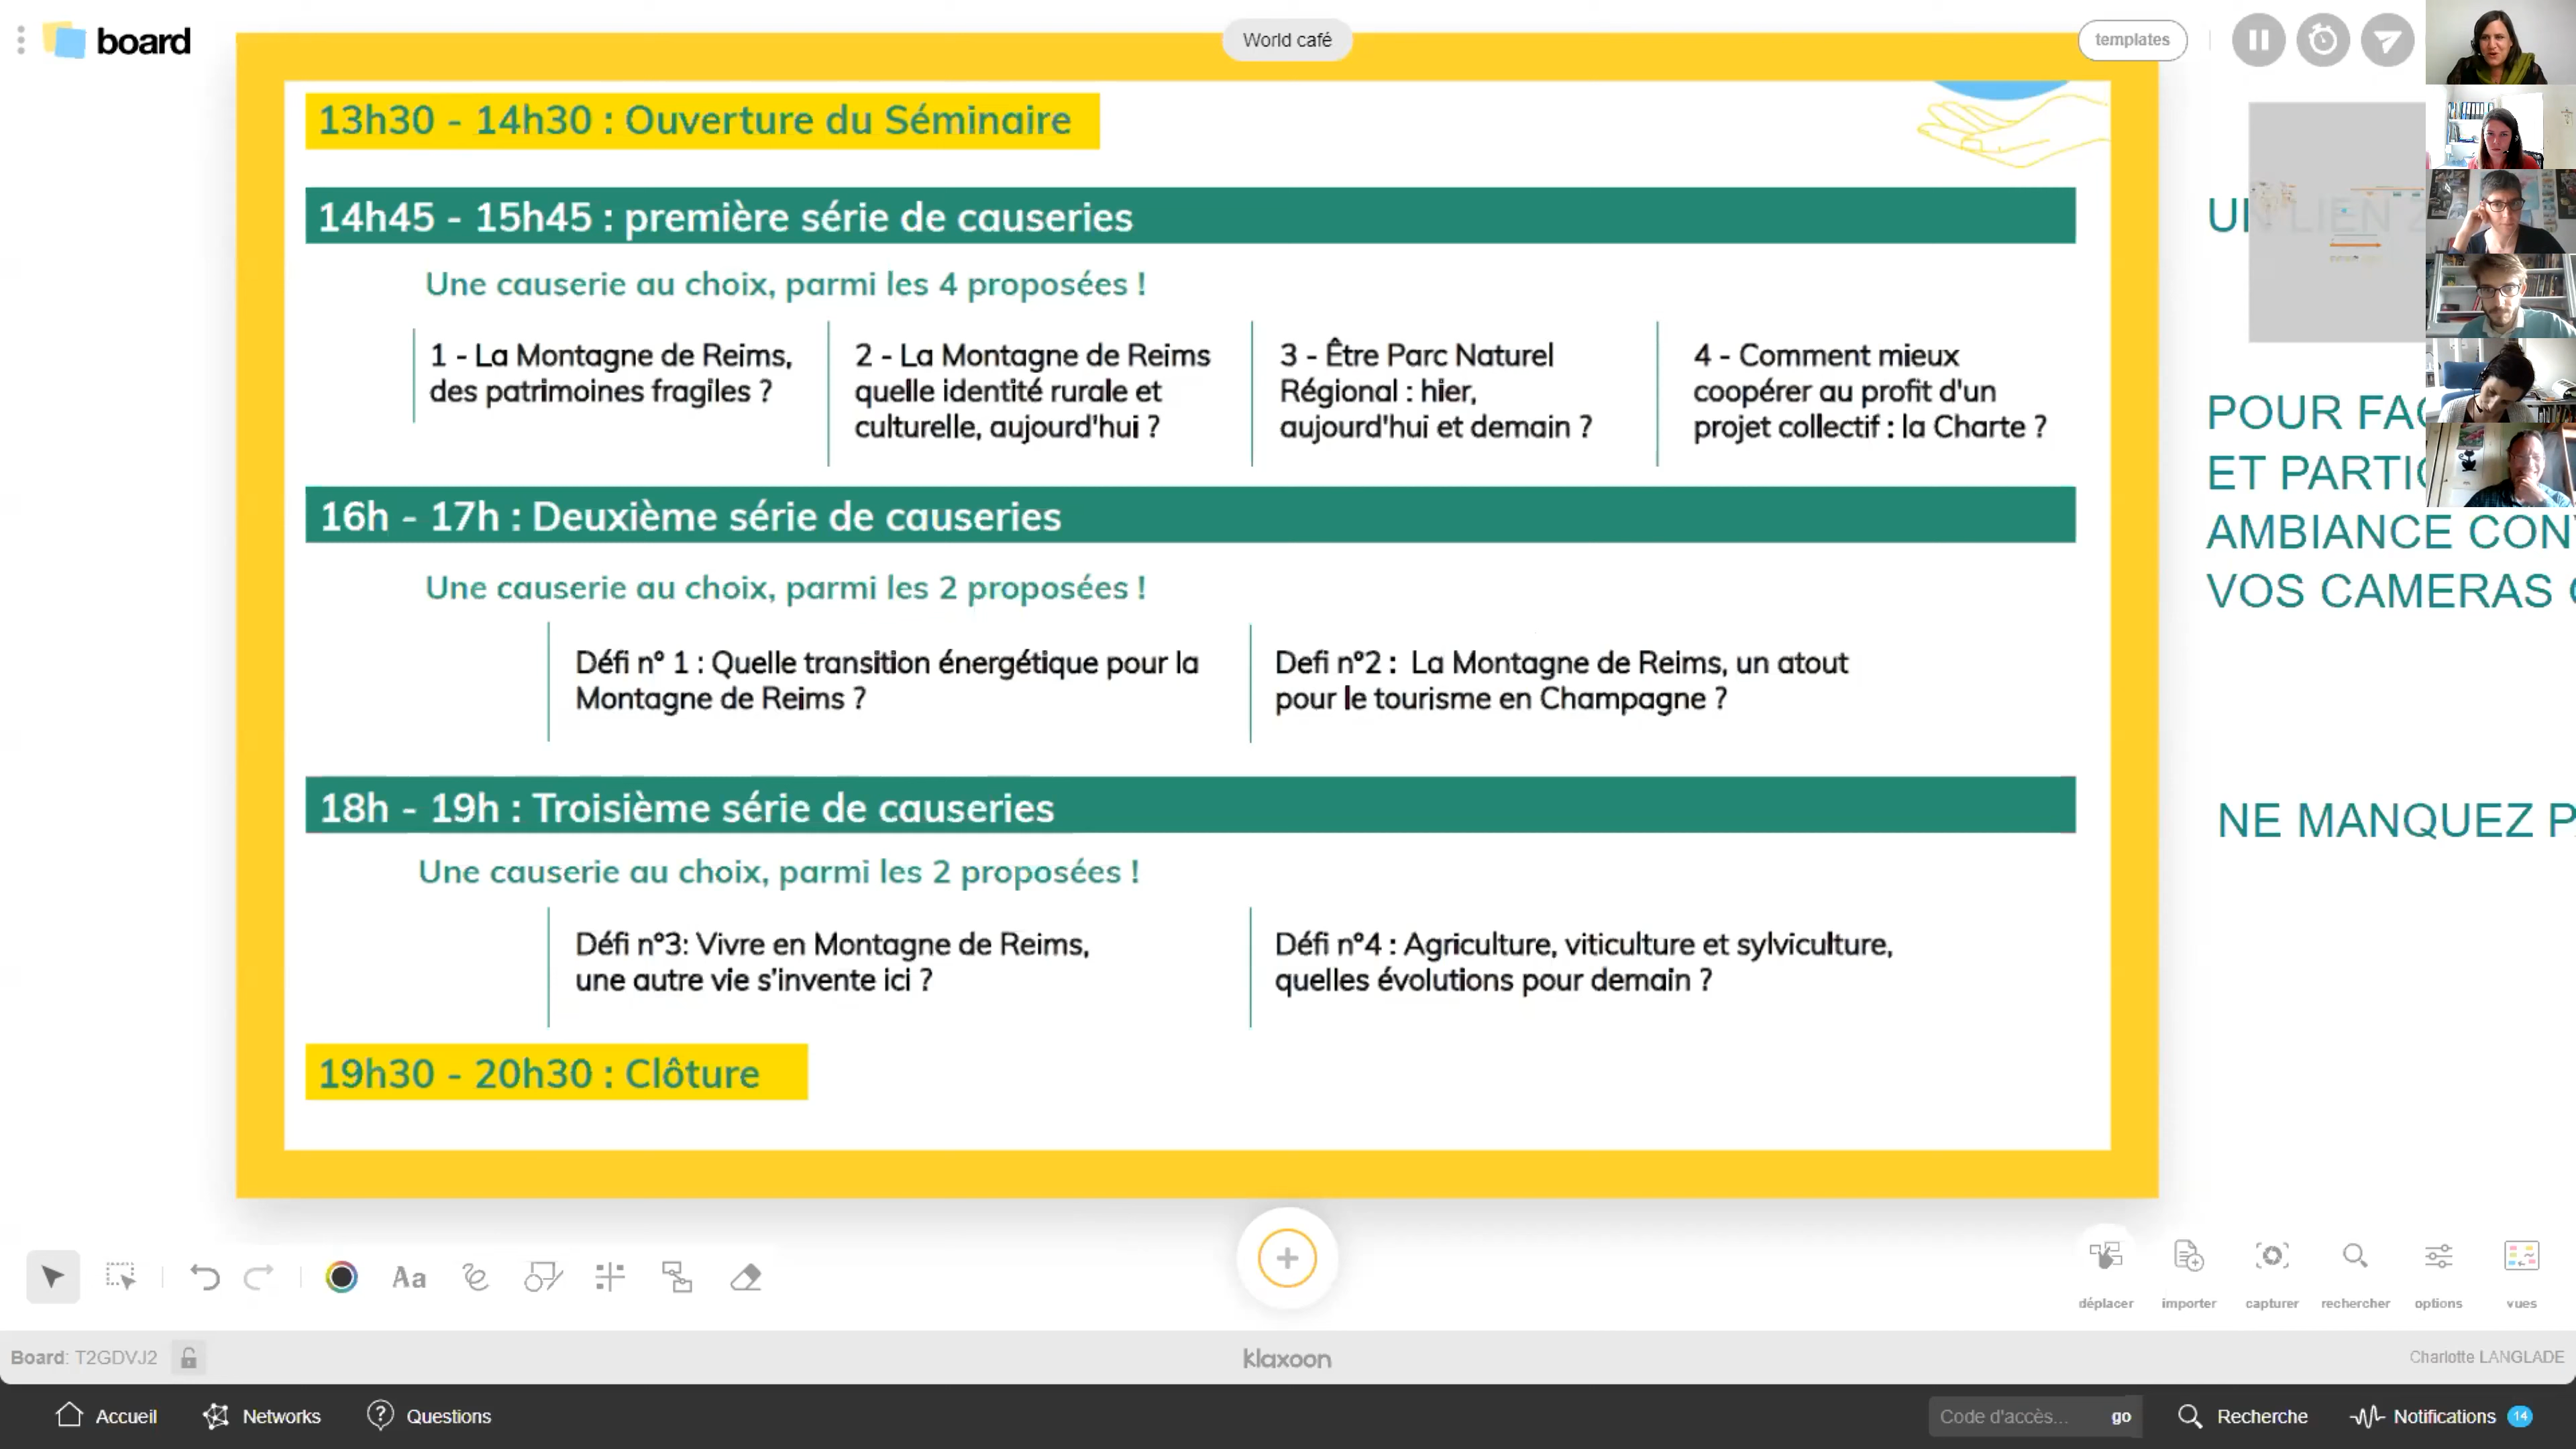 board
World café
templates
13h30 - 14h30 : Ouverture du Séminaire
14h45 - 15h45 : première série de causeries
Une causerie au choix, parmi les 4 proposées !
1 - La Montagne de Reims,
des patrimoines fragiles ?
2 - La Montagne de Reims
quelle identité rurale et
culturelle, aujourd'hui ?
3 - Être Parc Naturel
Régional : hier,
aujourd'hui et demain ?
4 - Comment mieux
coopérer au profit d'un
projet collectif : la Charte ?
16h - 17h : Deuxième série de causeries
Une causerie au choix, parmi les 2 proposées !
Défi n° 1 : Quelle transition énergétique pour la
Montagne de Reims ?
Defi n°2 : La Montagne de Reims, un atout
pour le tourisme en Champagne ?
18h - 19h : Troisième série de causeries
Une causerie au choix, parmi les 2 proposées !
Défi n°3: Vivre en Montagne de Reims,
une autre vie s'invente ici ?
Défi n°4 : Agriculture, viticulture et sylviculture,
quelles évolutions pour demain ?
19h30 - 20h30 : Clôture
UN LIEN
POUR
ET
AMBIANCE
VOS CAMERAS
NE MANQUEZ
Aa
déplacer
importer
capturer
rechercher
options
vues
Board: T2GDVJ2
klaxoon
Charlotte LANGLADE
Accueil
Networks
Questions
Code d'accès... go
Recherche
Notifications 14